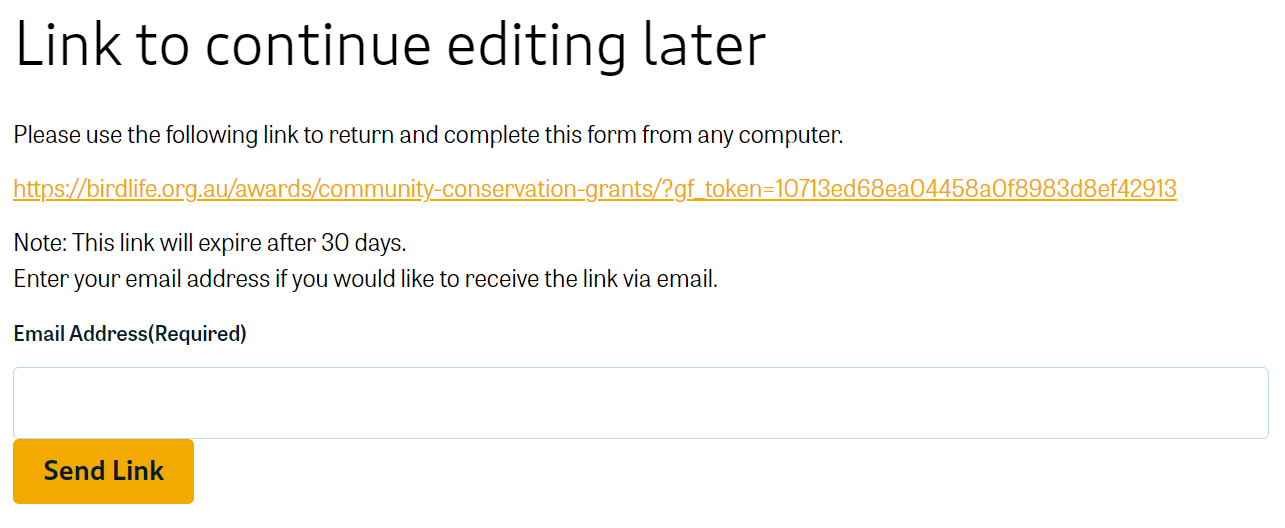 Link to continue editing later
Please use the following link to return and complete this form from any computer.
https://birdlife.org.au/awards/community-conservation-grants/?gf_token=10713ed68ea04458a0f8983d8ef42913
Note: This link will expire after 30 days.
Enter your email address if you would like to receive the link via email.
Email Address(Required)
Send Link